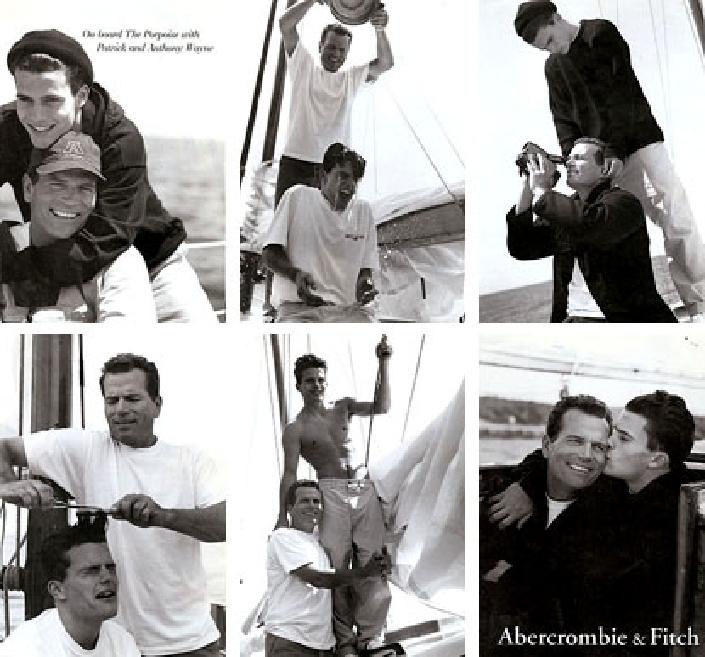 On board The Porpoise with
Patrick and Anthony Wayne
Abercrombie & Fitch